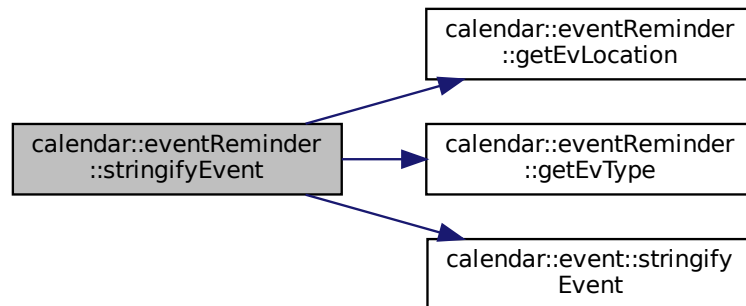 calendar::eventReminder
::getEvLocation
calendar::eventReminder
::stringifyEvent
calendar::eventReminder
::getEvType
calendar::event::stringify
Event